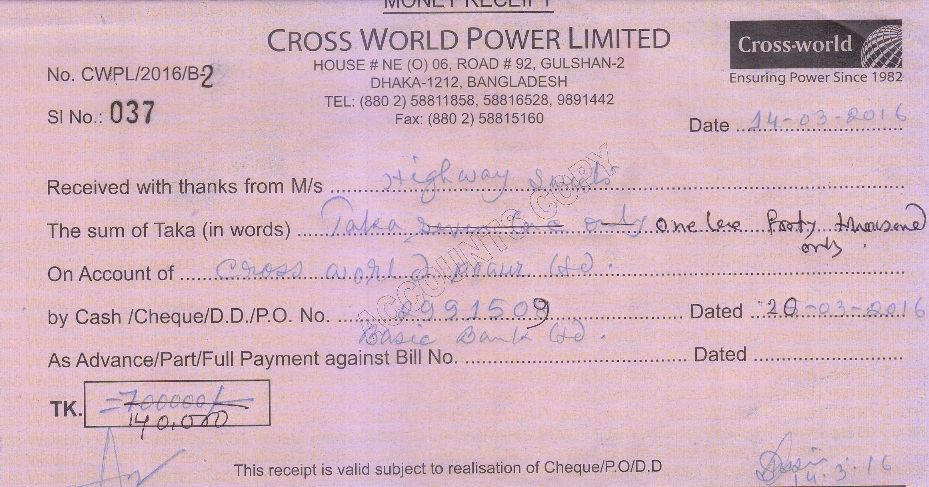 MONEY RECEIPT
CROSS WORLD POWER LIMITED
Cross-world
Ensuring Power Since 1982
HOUSE # NE (O) 06, ROAD # 92, GULSHAN-2
DHAKA-1212, BANGLADESH
TEL: (880 2) 58811858, 58816528, 9891442
Fax: (880 2) 58815160
No. CWPL/2016/B-2
Sl No.: 037
Date 14-03-2016
ACCOUNTS COPY
Received with thanks from M/s Highway
The sum of Taka (in words) Taka only one lac Forty thousand
only
On Account of Cross world Ltd.
by Cash /Cheque/D.D./P.O. No. 2991509 Dated 20-03-2016
Basic Bank Ltd.
As Advance/Part/Full Payment against Bill No. Dated
TK. =700000/-
140,000
This receipt is valid subject to realisation of Cheque/P.O/D.D
14.3.16